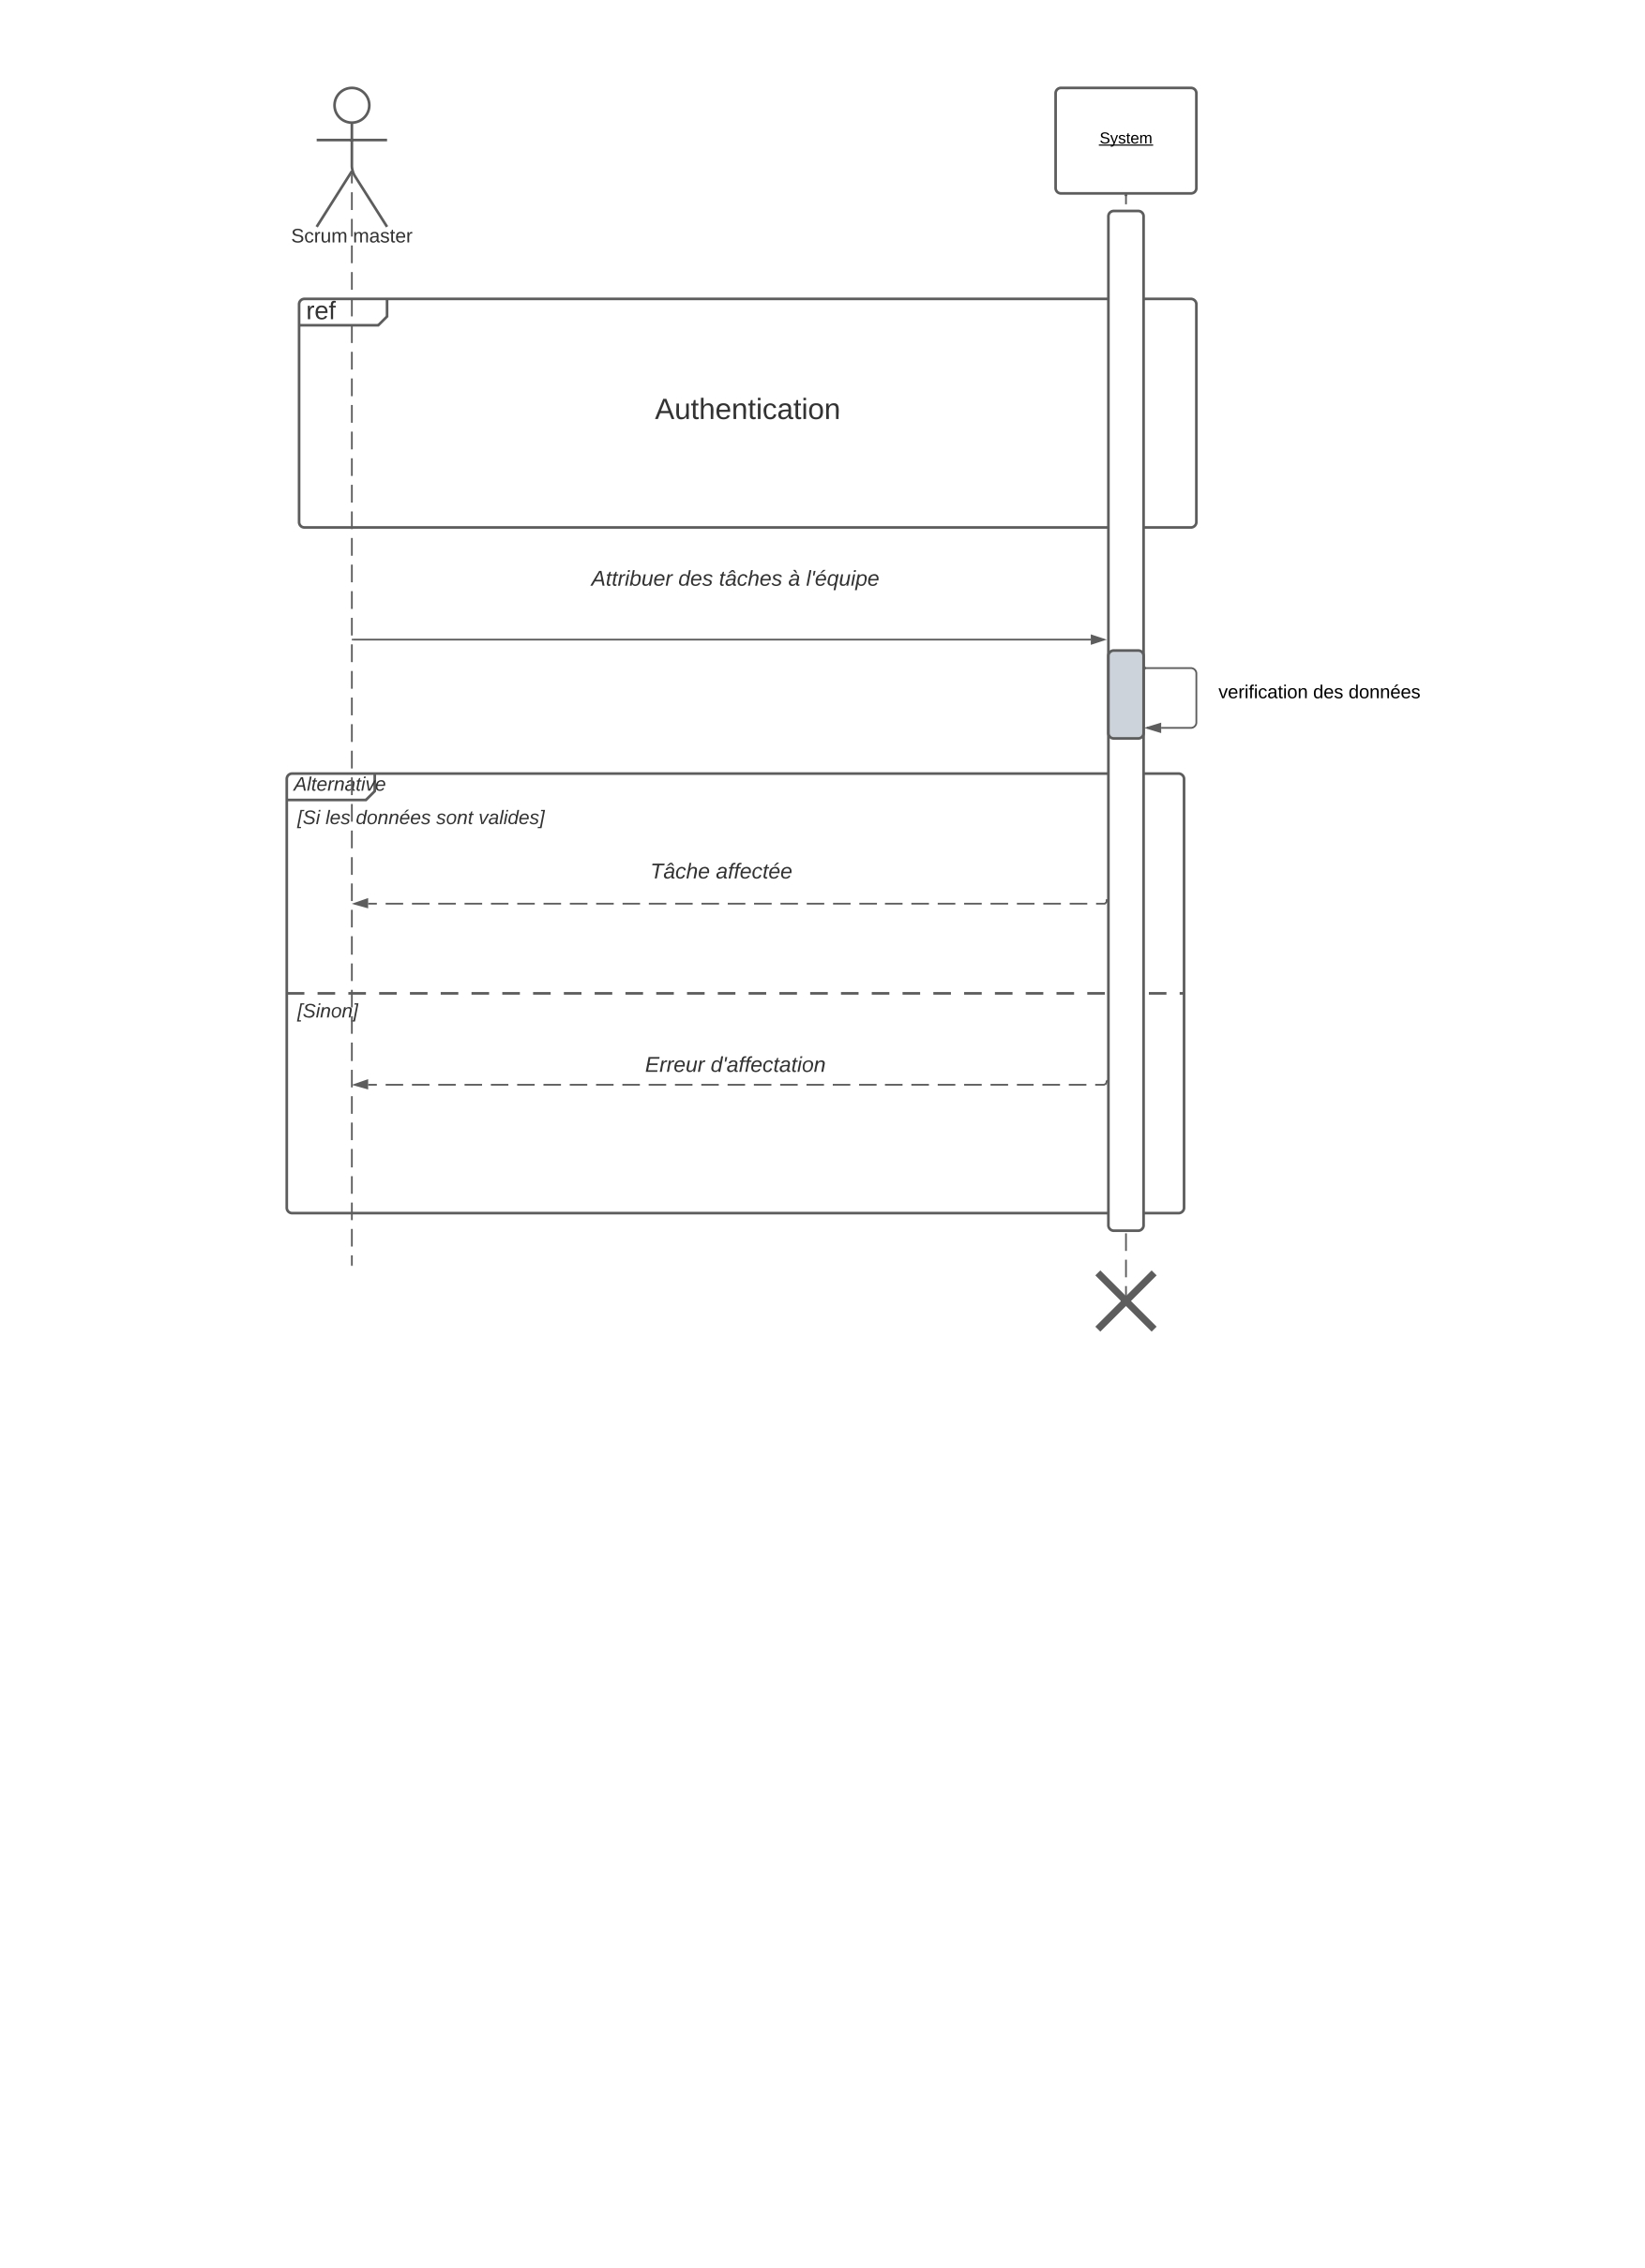 System
Scrum master
ref
Authentication
Attribuer des tâches à l'équipe
verification des données
Alternative
[Si les données sont valides]
Tâche affectée
[Sinon]
Erreur d'affectation